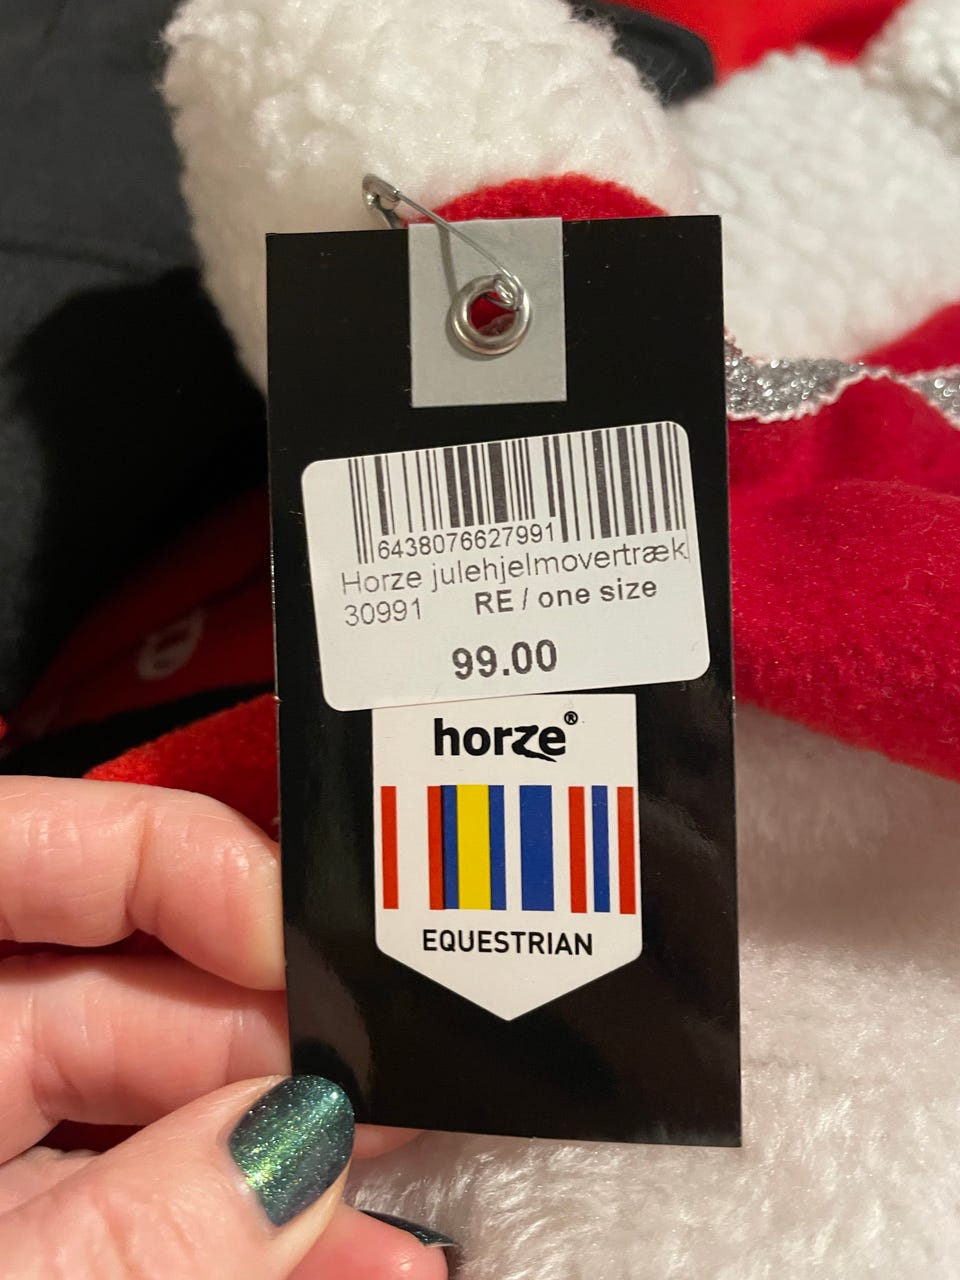 6438076627991
Horze julehjelmovertræk
30991 RE / one size
99.00
horze®
EQUESTRIAN